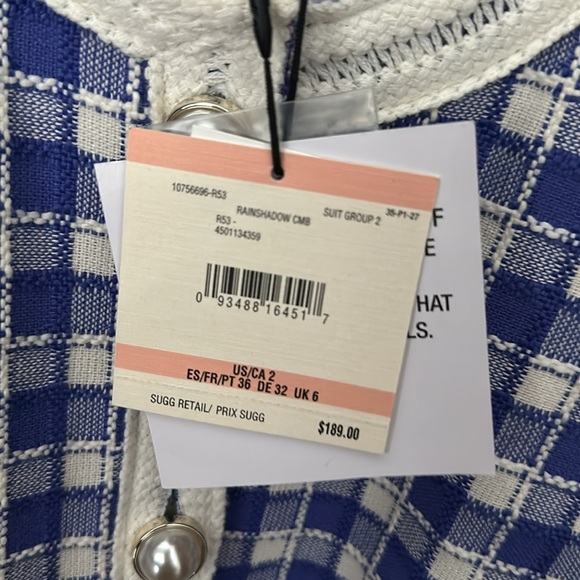 10756696-R53
RAINSHADOW CMB SUIT GROUP 2 35-P1-27
R53 -
4501134359
0 93488 16451 7
US/CA 2
ES/FR/PT 36 DE 32 UK 6
SUGG RETAIL/ PRIX SUGG $189.00
F
E
HAT
LS.